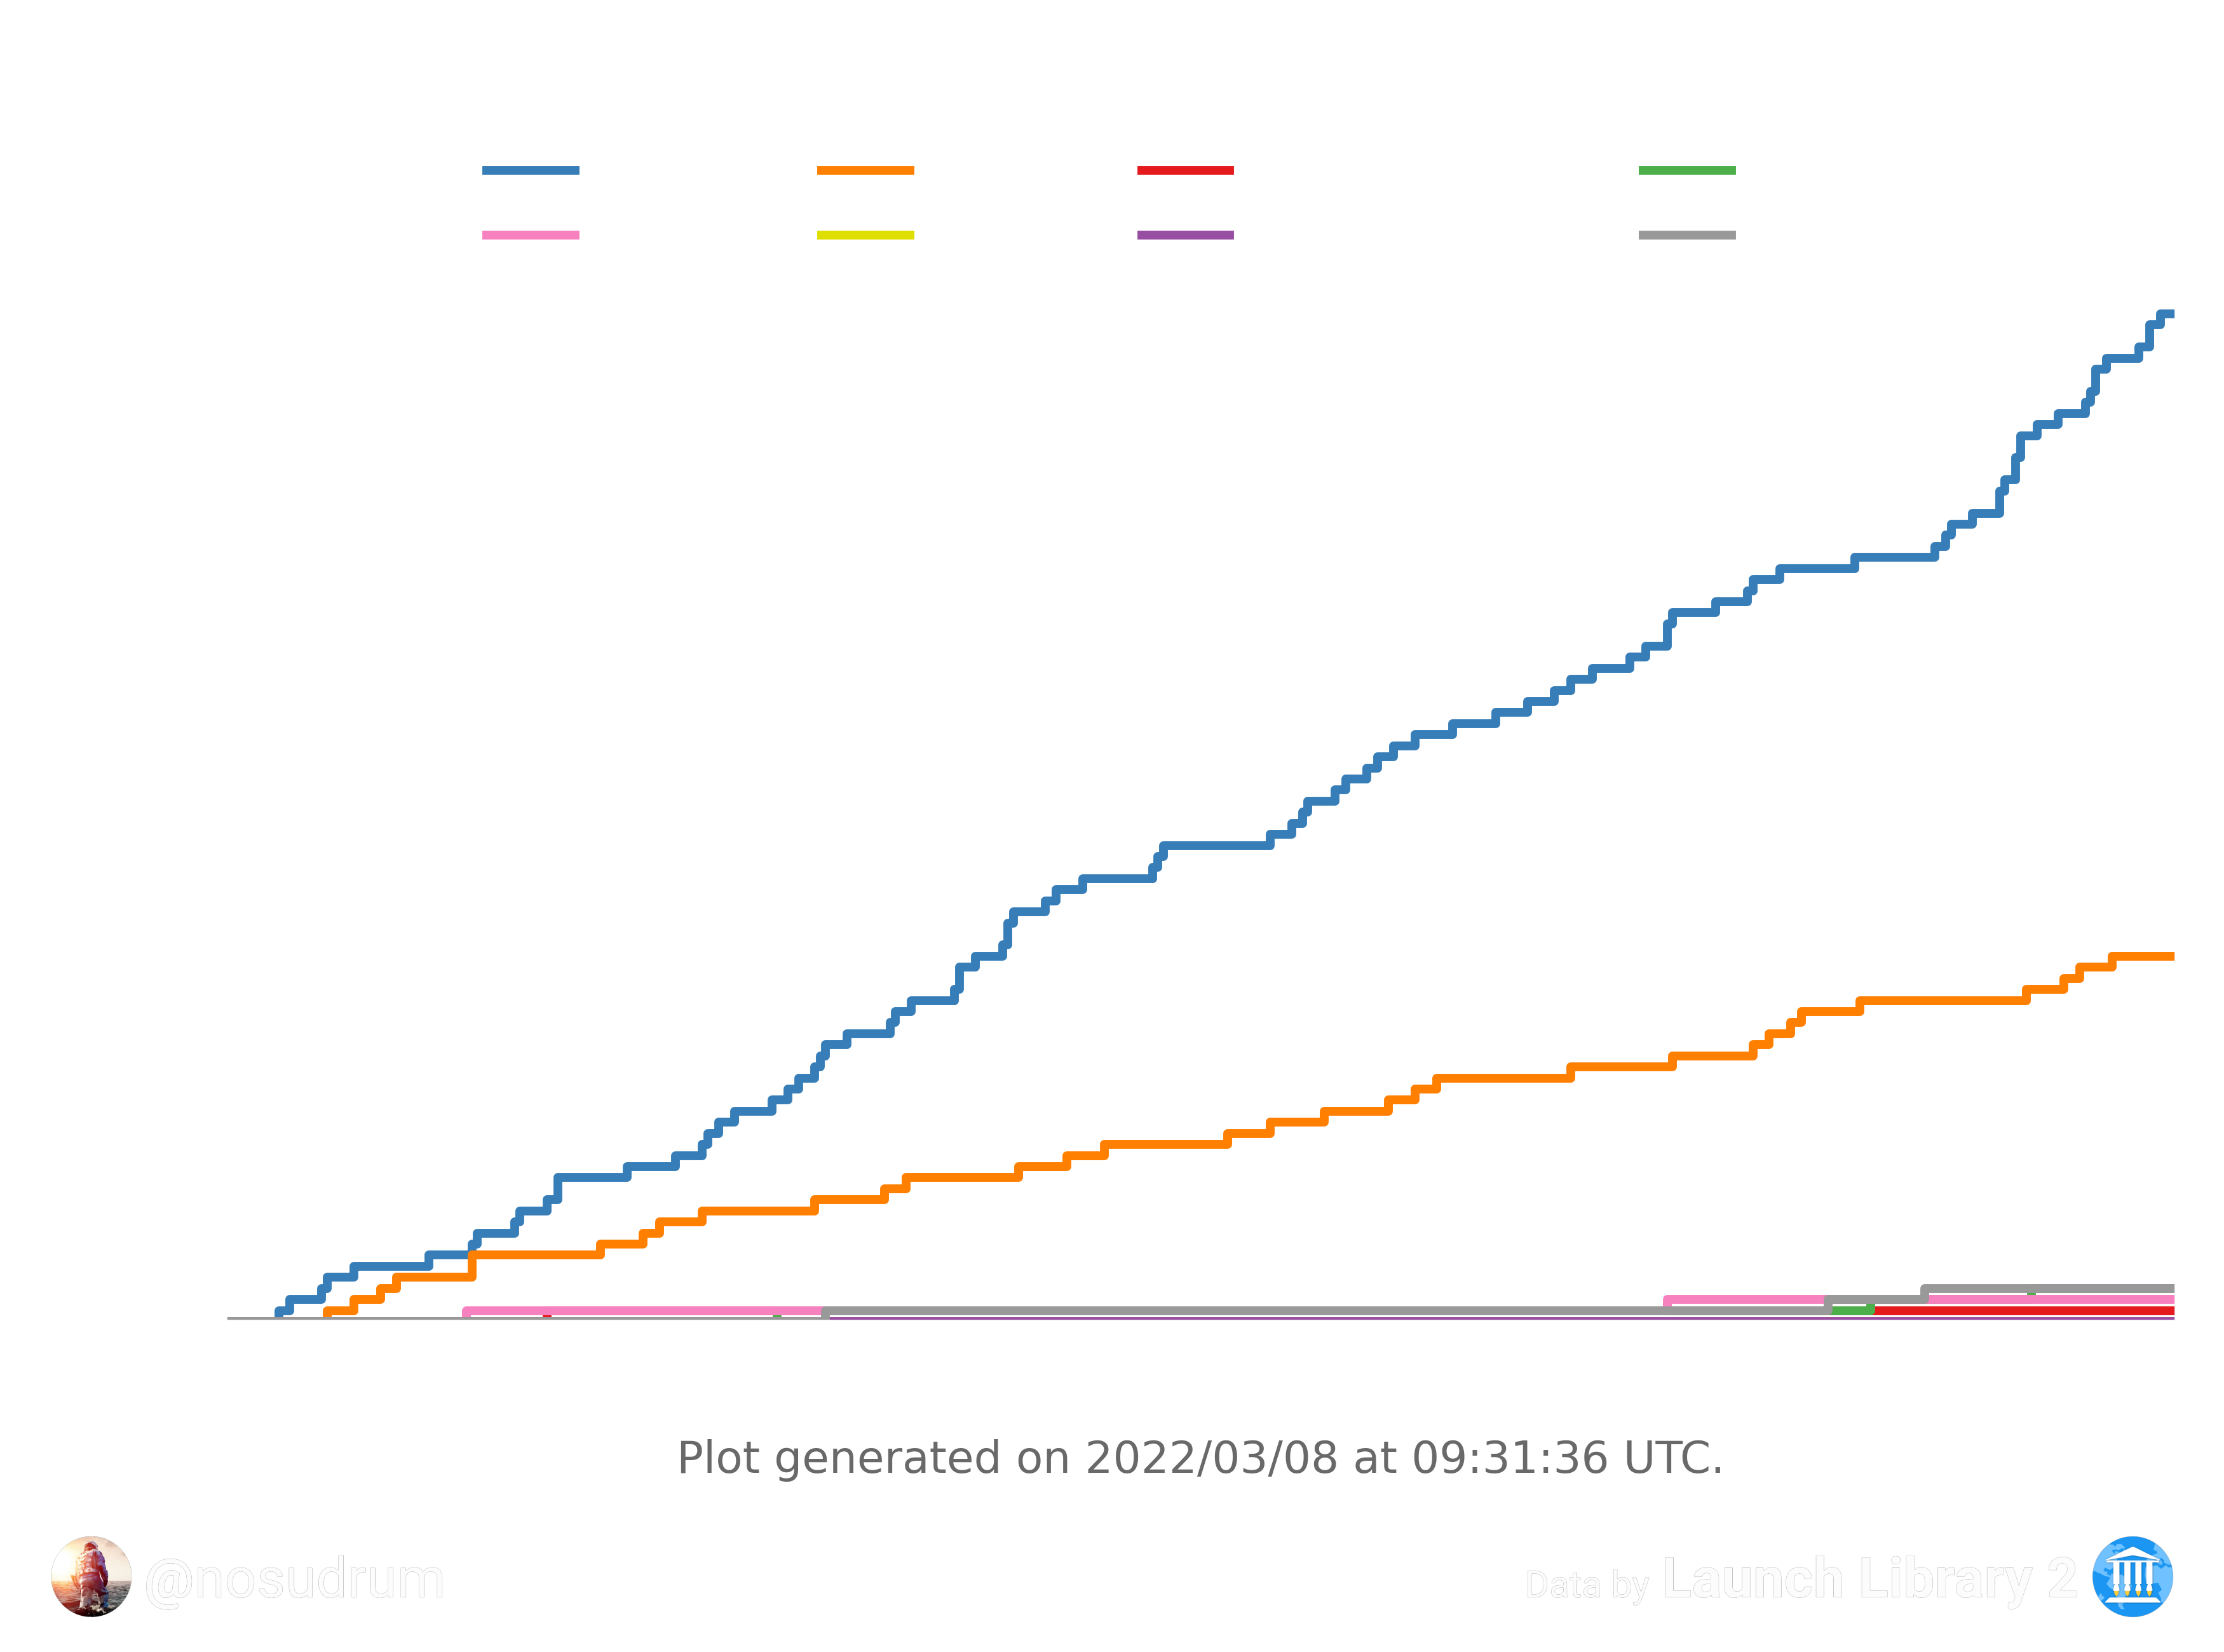 Plot generated on 2022/03/08 at 09:31:36 UTC.
@nosudrum
Data by Launch Library 2